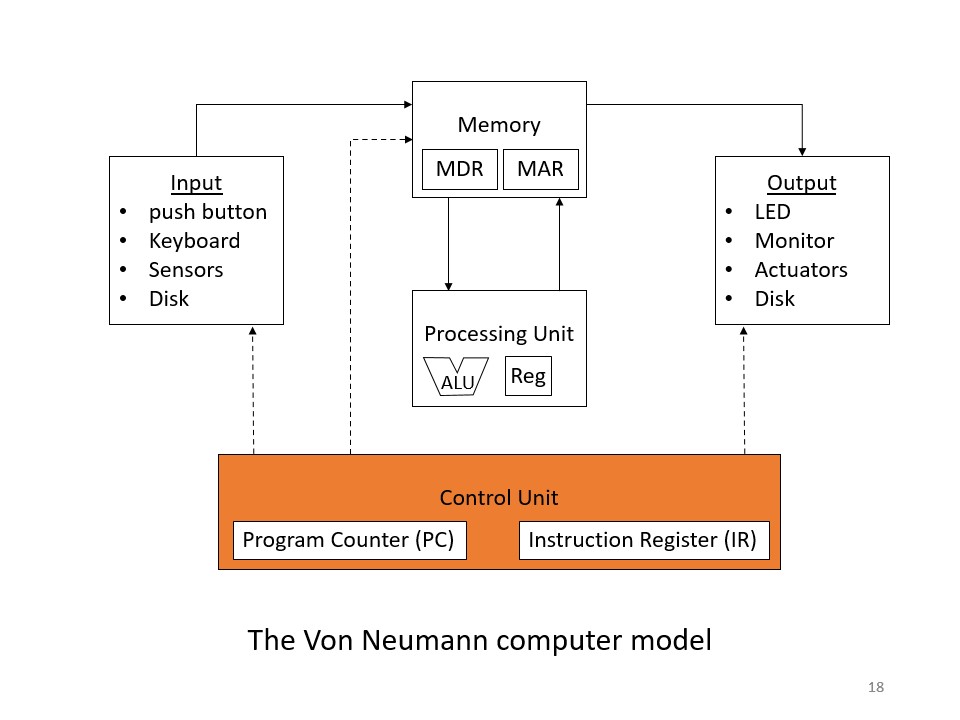 Memory
MDR
MAR
Input
• push button
• Keyboard
• Sensors
• Disk
Output
• LED
• Monitor
• Actuators
• Disk
Processing Unit
ALU
Reg
Control Unit
Program Counter (PC)
Instruction Register (IR)
The Von Neumann computer model
18